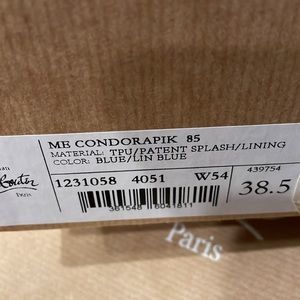 ME CONDORAPIK 85
MATERIAL: TPU/PATENT SPLASH/LINING
COLOR: BLUE/LIN BLUE
1231058 4051 W54
439754
38.5
Paris
Paris